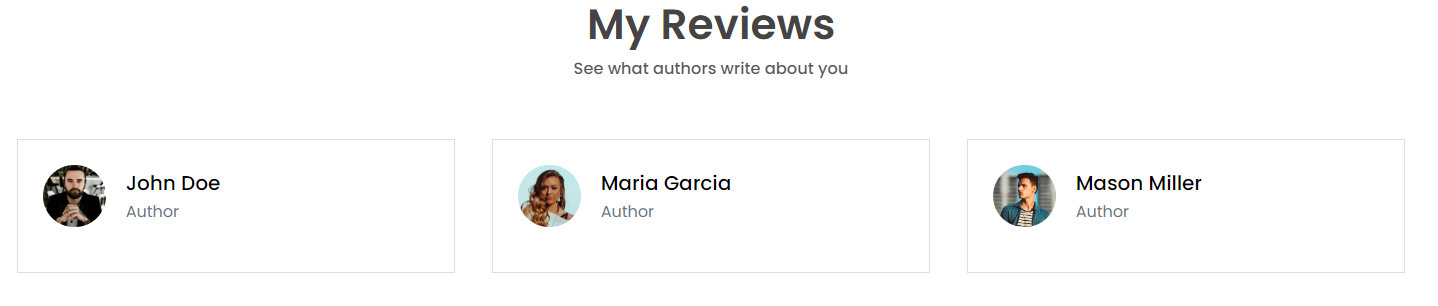 My Reviews
See what authors write about you
John Doe
Author
Maria Garcia
Author
Mason Miller
Author